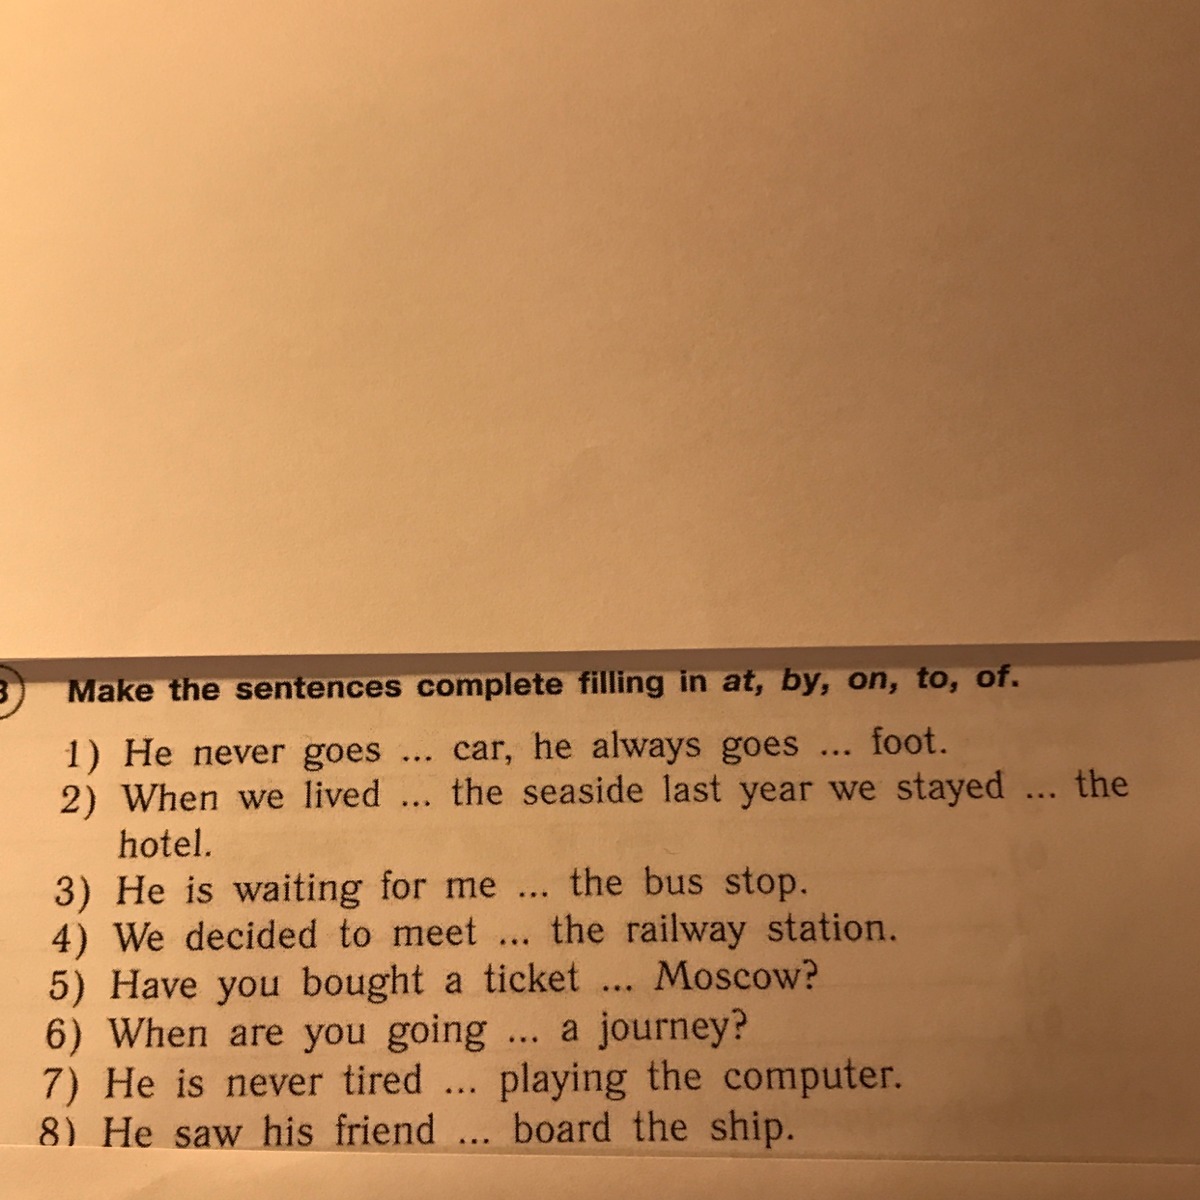 3 Make the sentences complete filling in at, by, on, to, of.
1) He never goes ... car, he always goes ... foot.
2) When we lived ... the seaside last year we stayed ... the
hotel.
3) He is waiting for me ... the bus stop.
4) We decided to meet ... the railway station.
5) Have you bought a ticket ... Moscow?
6) When are you going ... a journey?
7) He is never tired ... playing the computer.
8) He saw his friend ... board the ship.